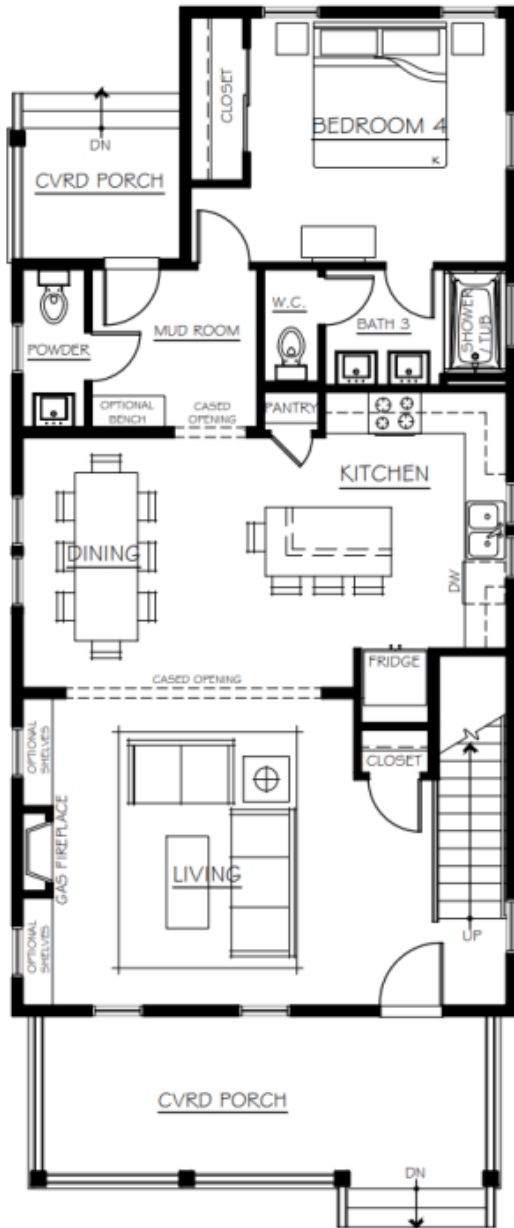 CLOSET
BEDROOM 4
K
DN
CVRD PORCH
W.C.
BATH 3
SHOWER
/ TUB
MUD ROOM
POWDER
OPTIONAL
BENCH
CASED
OPENING
PANTRY
KITCHEN
DINING
DW
FRIDGE
CASED OPENING
OPTIONAL
SHELVES
CLOSET
GAS FIREPLACE
LIVING
OPTIONAL
SHELVES
UP
CVRD PORCH
DN